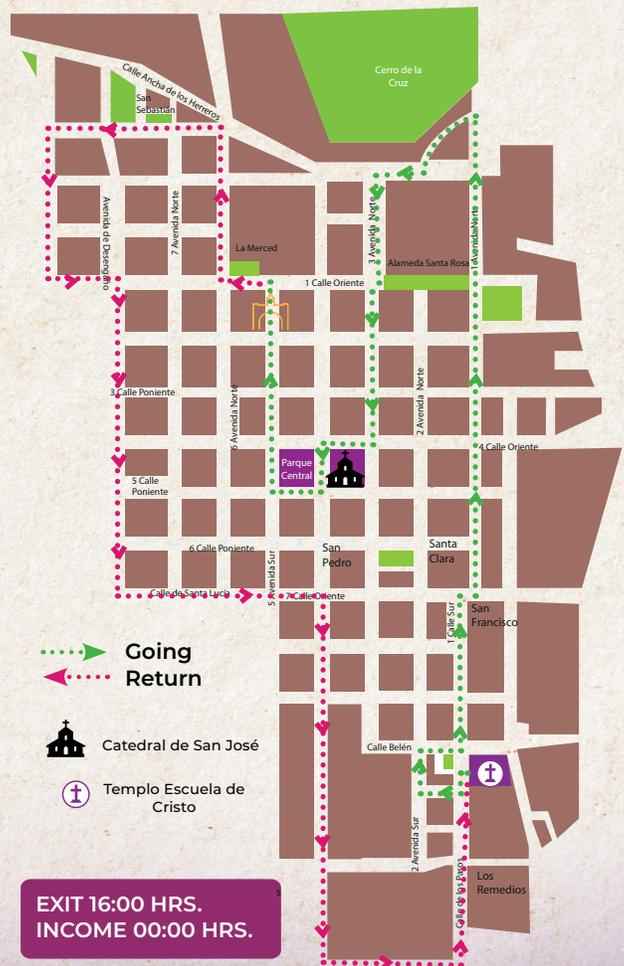 Cerro de la
Cruz
Calle Ancha de los Herreros
San
Sebastián
Avenida de Desengaño
7 Avenida Norte
3 Avenida Norte
1 Avenida Norte
La Merced
Alameda Santa Rosa
1 Calle Oriente
3 Calle Poniente
6 Avenida Norte
2 Avenida Norte
4 Calle Oriente
Parque
Central
5 Calle
Poniente
6 Calle Poniente
San
Pedro
Santa
Clara
5 Avenida Sur
Calle de Santa Lucía
7 Calle Oriente
1 Calle Sur
San
Francisco
Going
Return
Catedral de San José
Templo Escuela de
Cristo
Calle Belén
2 Avenida Sur
Calle de los Pasos
Los
Remedios
s
EXIT 16:00 HRS.
INCOME 00:00 HRS.